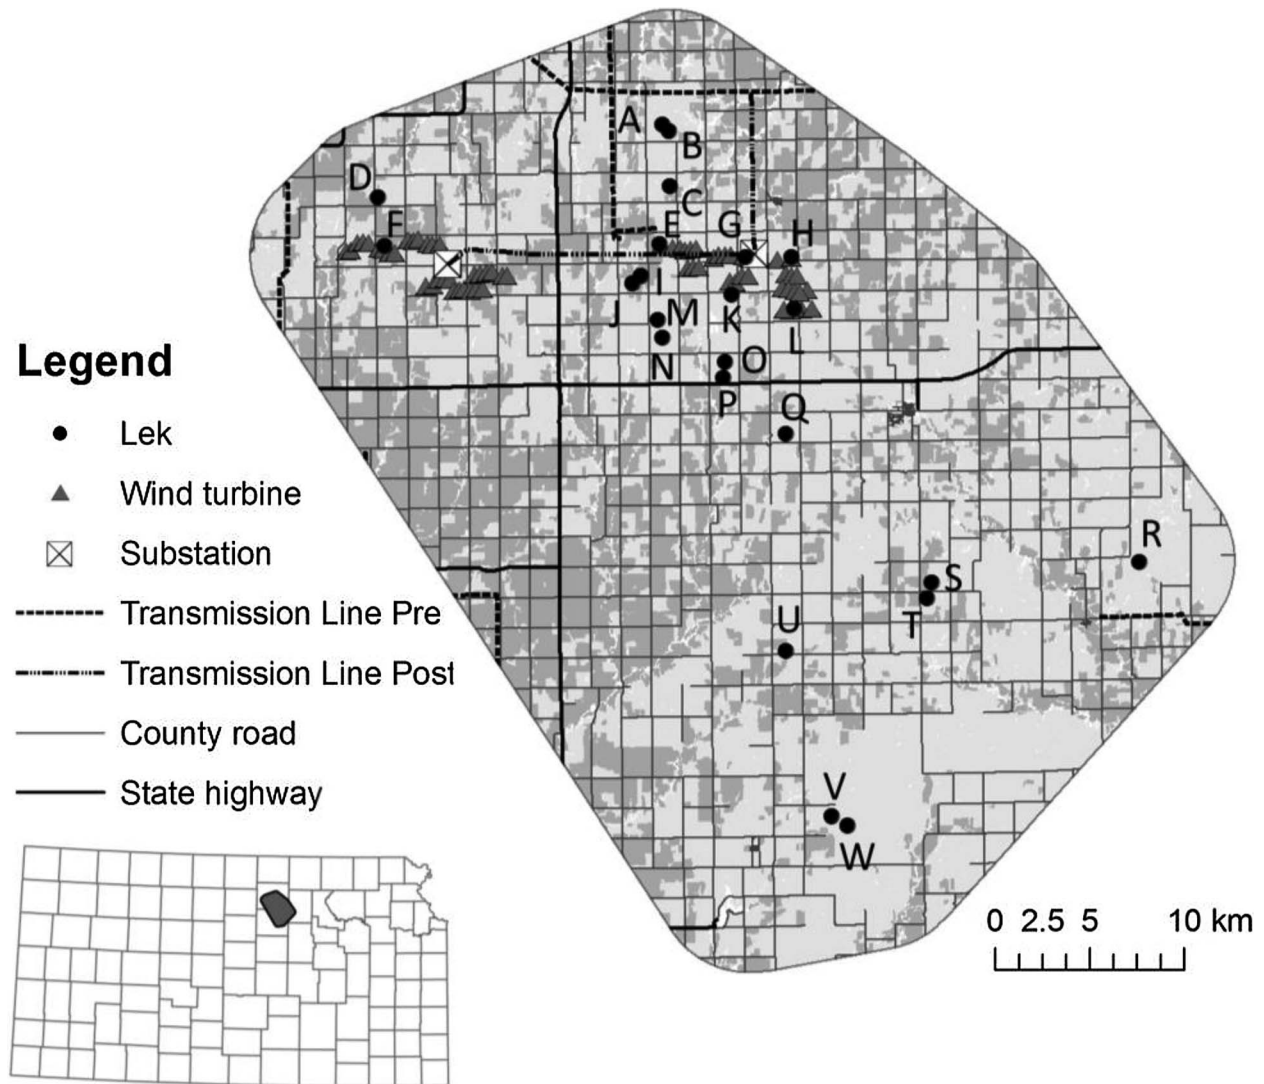 A
B
D
C
F
E
G
H
I
J
M
K
L
N
O
P
Q
Legend
Lek
Wind turbine
Substation
Transmission Line Pre
Transmission Line Post
County road
State highway
R
S
T
U
V
W
0 2.5 5 10 km